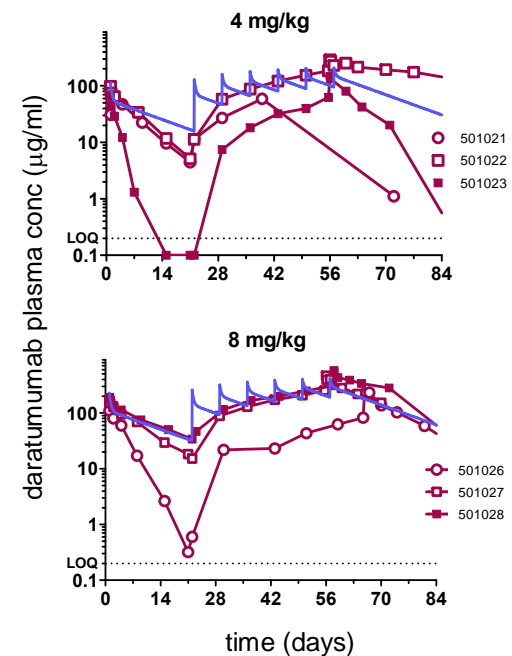 4 mg/kg
daratumumab plasma conc (µg/ml)
100
10
1
LOQ
0.1
0 14 28 42 56 70 84
501021
501022
501023
8 mg/kg
100
10
1
LOQ
0.1
0 14 28 42 56 70 84
501026
501027
501028
time (days)